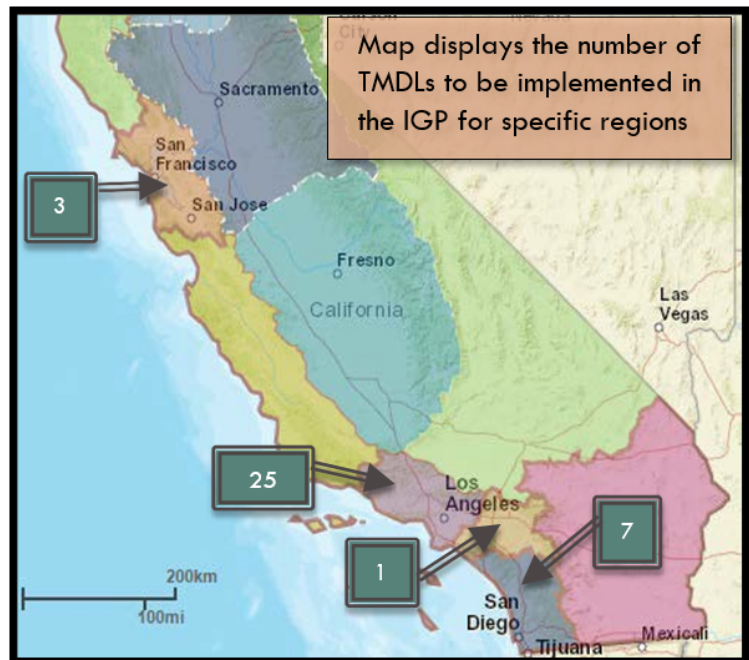 Map displays the number of
TMDLs to be implemented in
the IGP for specific regions
Sacramento
San
Francisco
3
San Jose
Fresno
California
Las
Vegas
25
Los
Angeles
7
1
200km
100mi
San
Diego
Tijuana
Mexicali